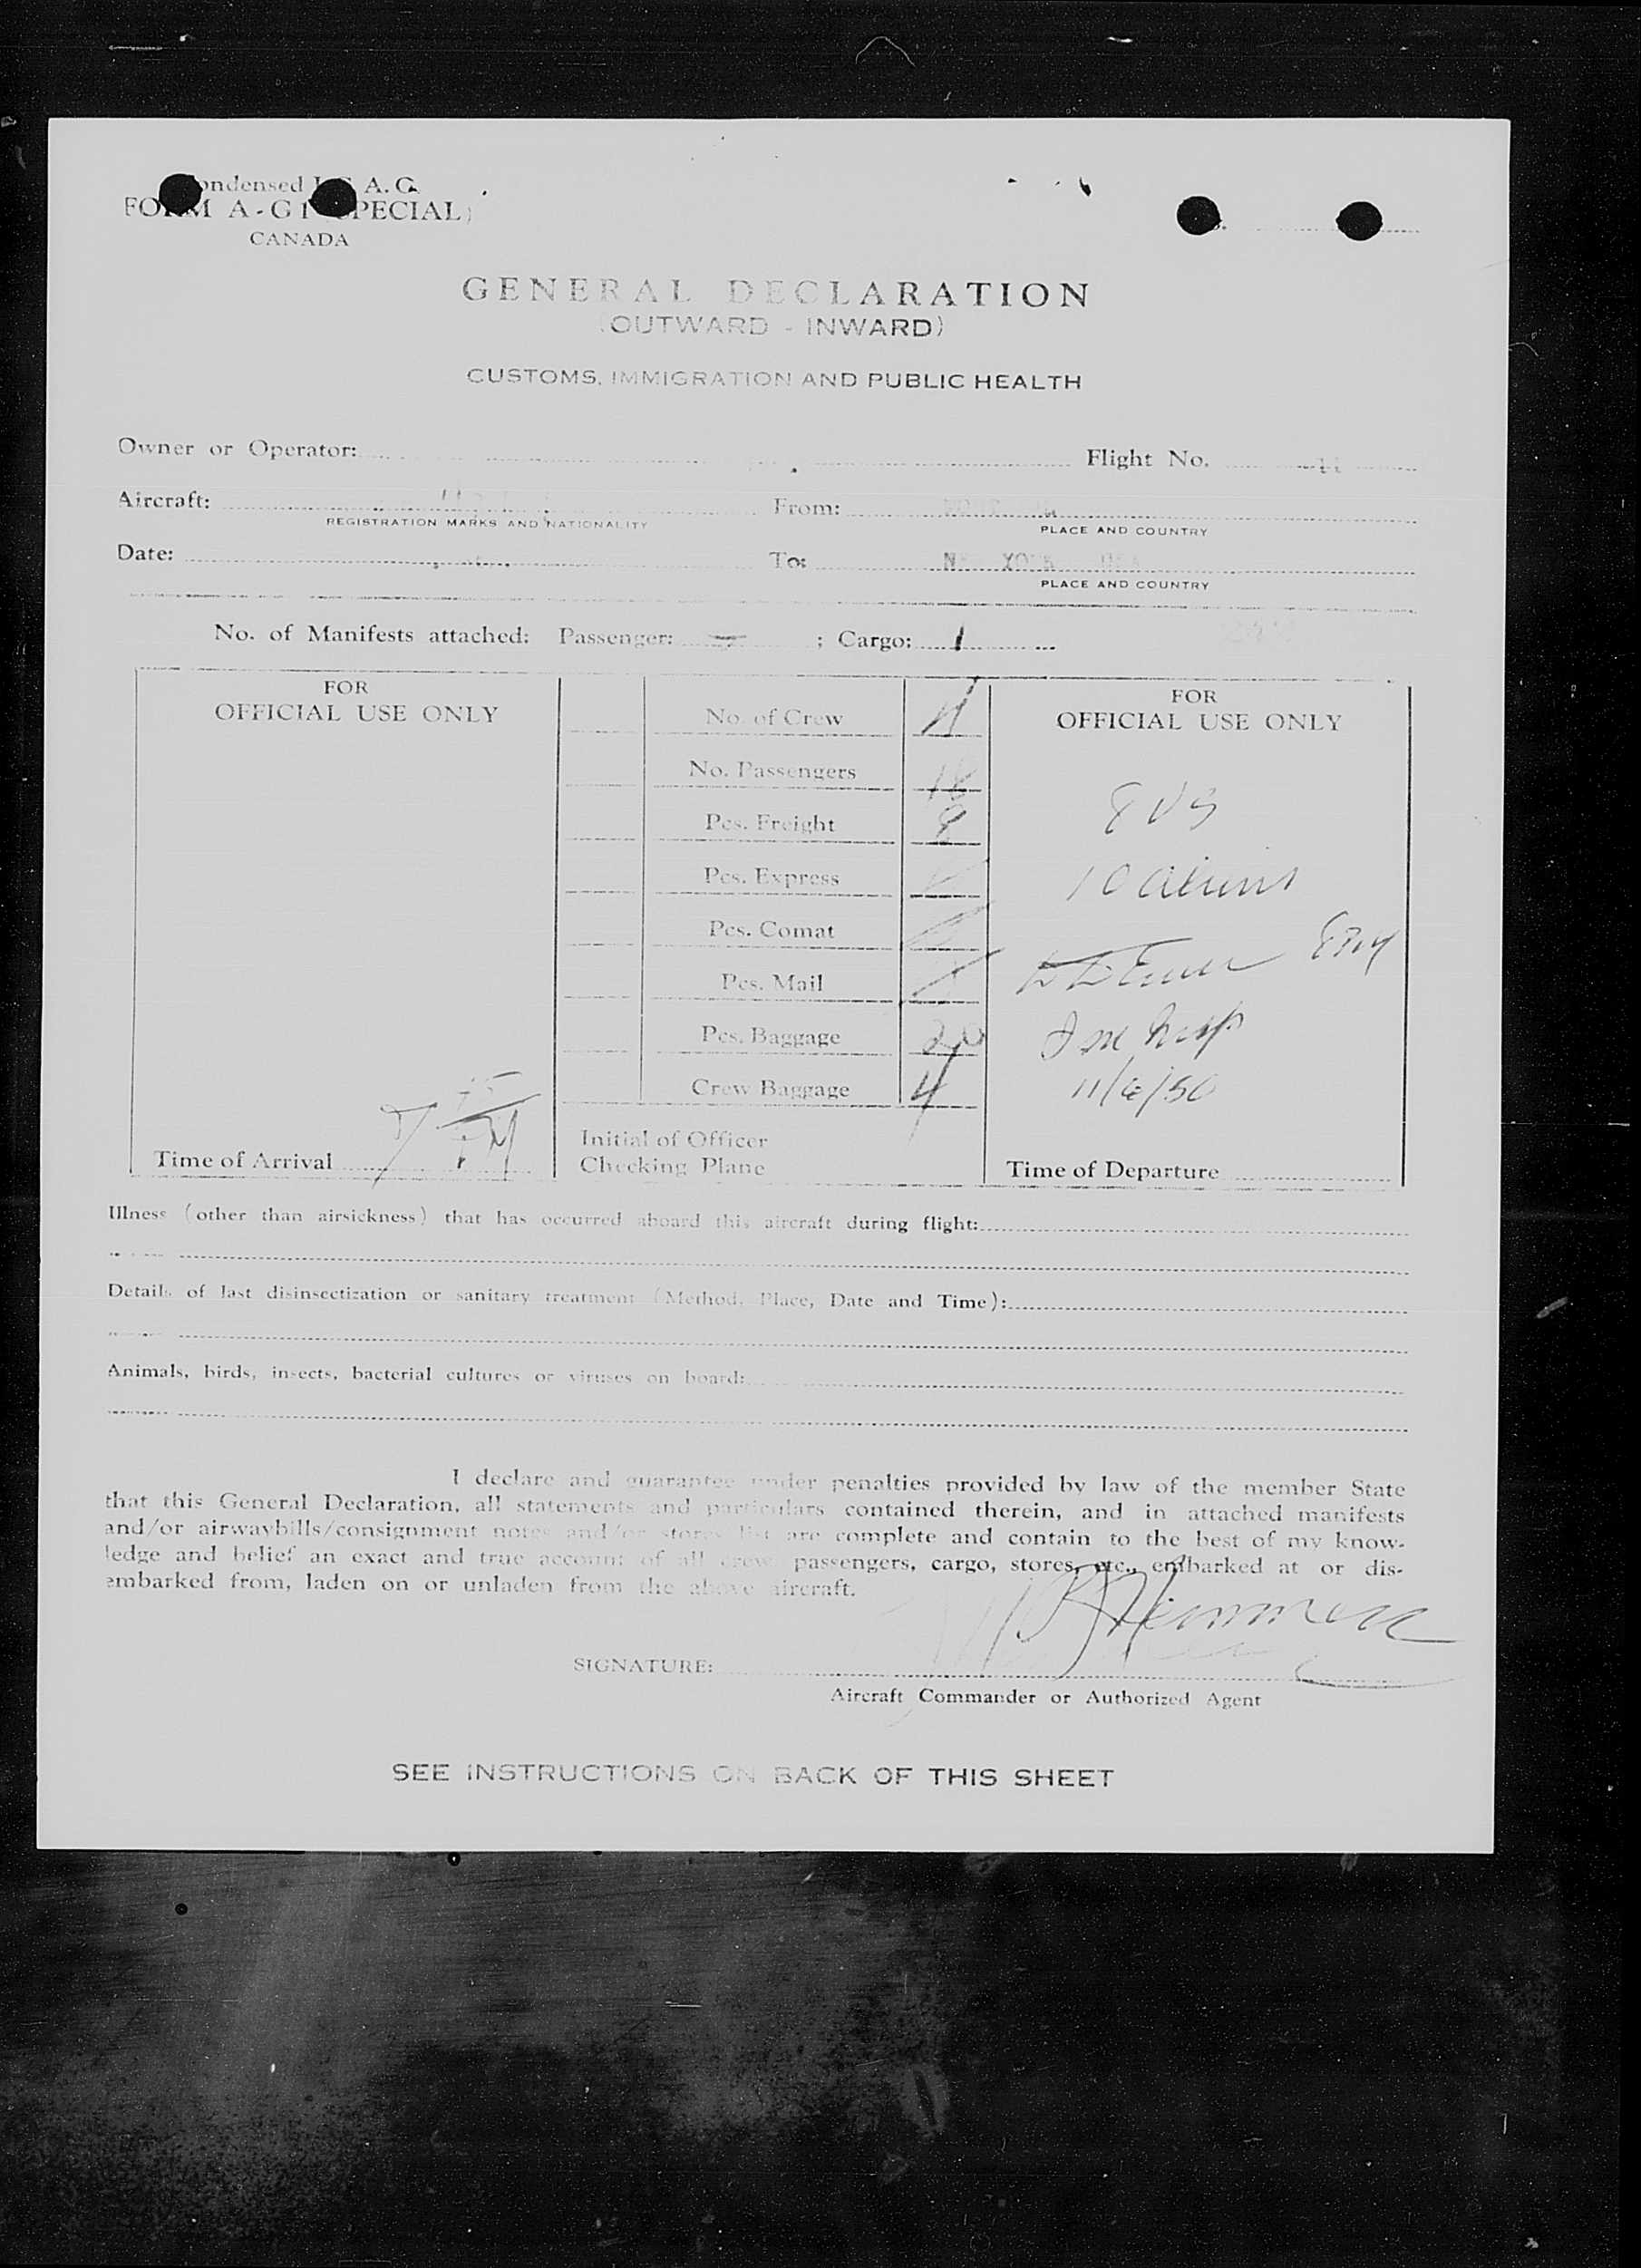 Condensed I. C. A. O.
FORM A-G1 (SPECIAL)
CANADA
GENERAL DECLARATION
(OUTWARD - INWARD)
CUSTOMS, IMMIGRATION AND PUBLIC HEALTH
Owner or Operator: Flight No.
Aircraft: From:
REGISTRATION MARKS AND NATIONALITY PLACE AND COUNTRY
Date: To: NEW YORK USA
PLACE AND COUNTRY
No. of Manifests attached: Passenger: ; Cargo: 1
FOR
OFFICIAL USE ONLY
No. of Crew 4
No. Passengers 18
Pcs. Freight 8
Pcs. Express
Pcs. Comat
Pcs. Mail
Pcs. Baggage 20
Crew Baggage 4
Initial of Officer
Checking Plane
Time of Arrival
FOR
OFFICIAL USE ONLY
8 US
10 aliens
Insp
11/6/50
Time of Departure
Illness (other than airsickness) that has occurred aboard this aircraft during flight:
Details of last disinsectization or sanitary treatment (Method, Place, Date and Time):
Animals, birds, insects, bacterial cultures or viruses on board:
I declare and guarantee under penalties provided by law of the member State
that this General Declaration, all statements and particulars contained therein, and in attached manifests
and/or airwaybills/consignment notes and/or stores list are complete and contain to the best of my know-
ledge and belief an exact and true account of all crew, passengers, cargo, stores, etc., embarked at or dis-
embarked from, laden on or unladen from the above aircraft.
SIGNATURE:
Aircraft Commander or Authorized Agent
SEE INSTRUCTIONS ON BACK OF THIS SHEET